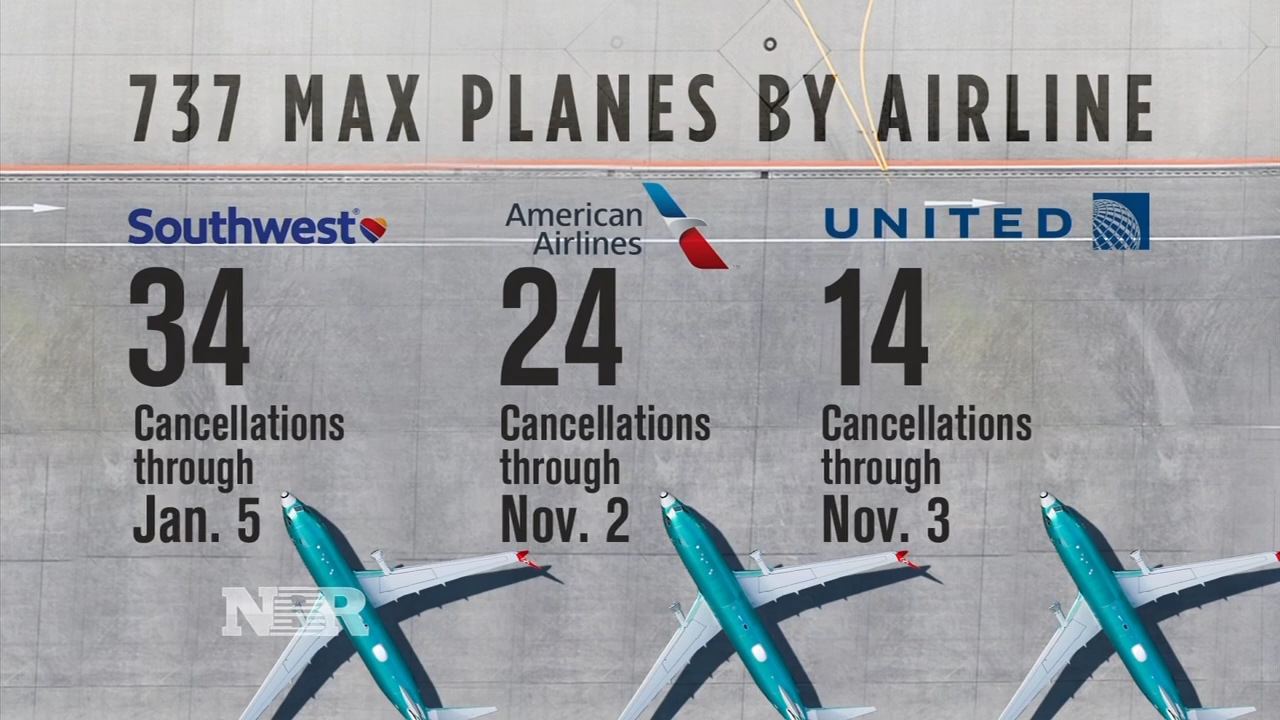 737 MAX PLANES BY AIRLINE
Southwest®
34
Cancellations
through
Jan. 5
American
Airlines
24
Cancellations
through
Nov. 2
UNITED
14
Cancellations
through
Nov. 3
NBR